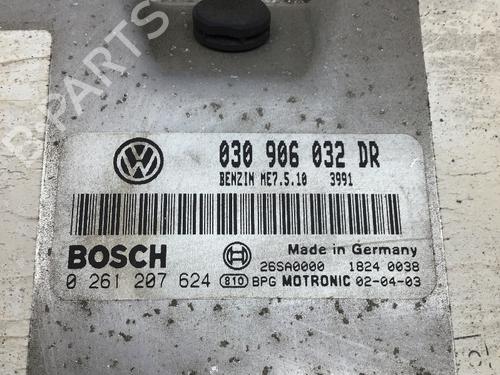 B-PARTS
VW
030 906 032 DR
BENZIN ME7.5.10 3991
BOSCH
Made in Germany
26SA0000 1824 0038
0 261 207 624 810 BPG MOTRONIC 02-04-03